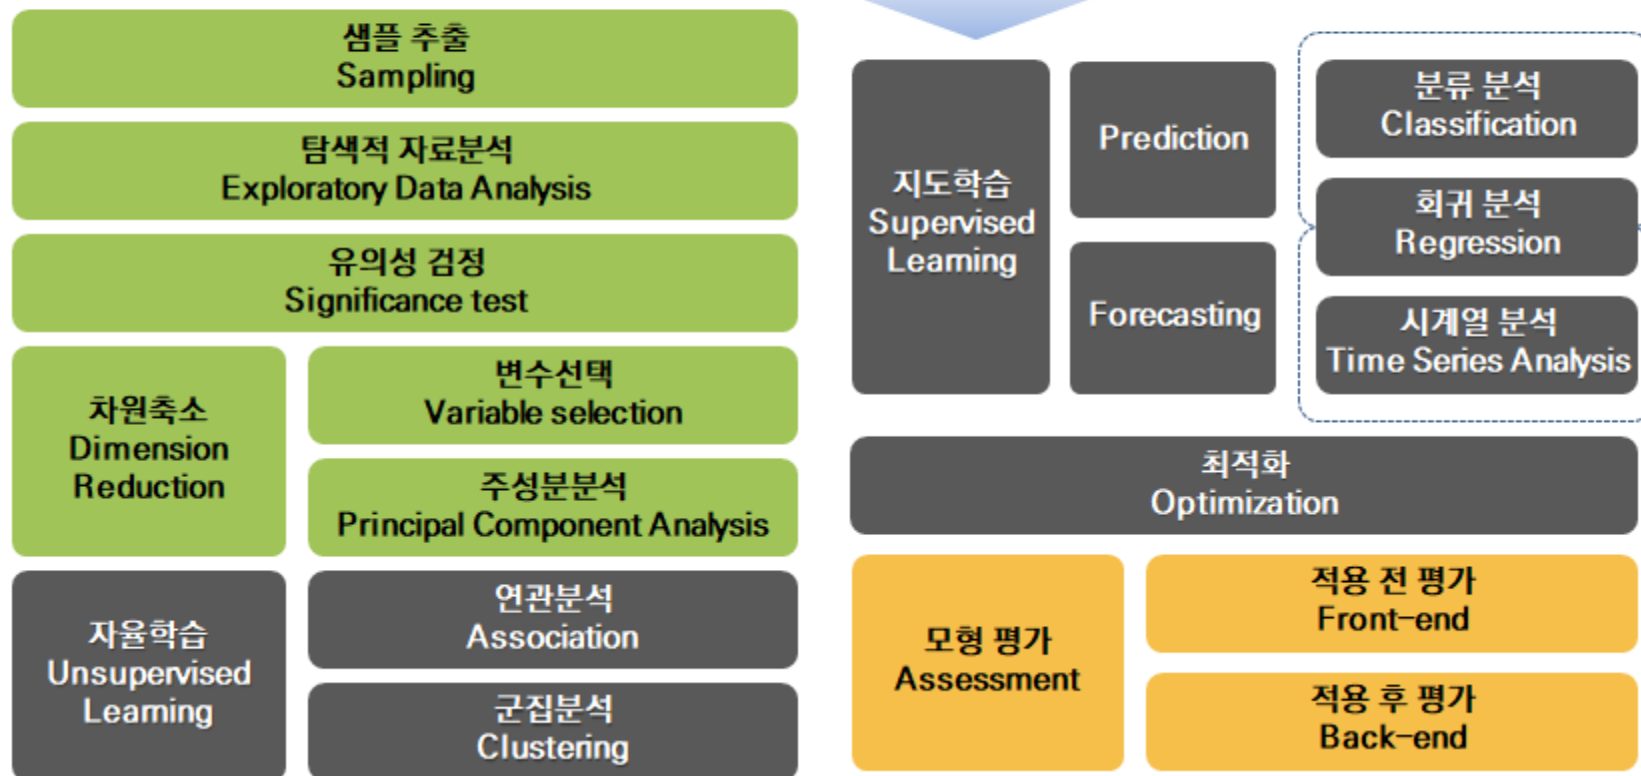 샘플 추출
Sampling
탐색적 자료분석
Exploratory Data Analysis
유의성 검정
Significance test
차원축소
Dimension
Reduction
변수선택
Variable selection
주성분분석
Principal Component Analysis
자율학습
Unsupervised
Learning
연관분석
Association
군집분석
Clustering
지도학습
Supervised
Learning
Prediction
Forecasting
분류 분석
Classification
회귀 분석
Regression
시계열 분석
Time Series Analysis
최적화
Optimization
모형 평가
Assessment
적용 전 평가
Front-end
적용 후 평가
Back-end